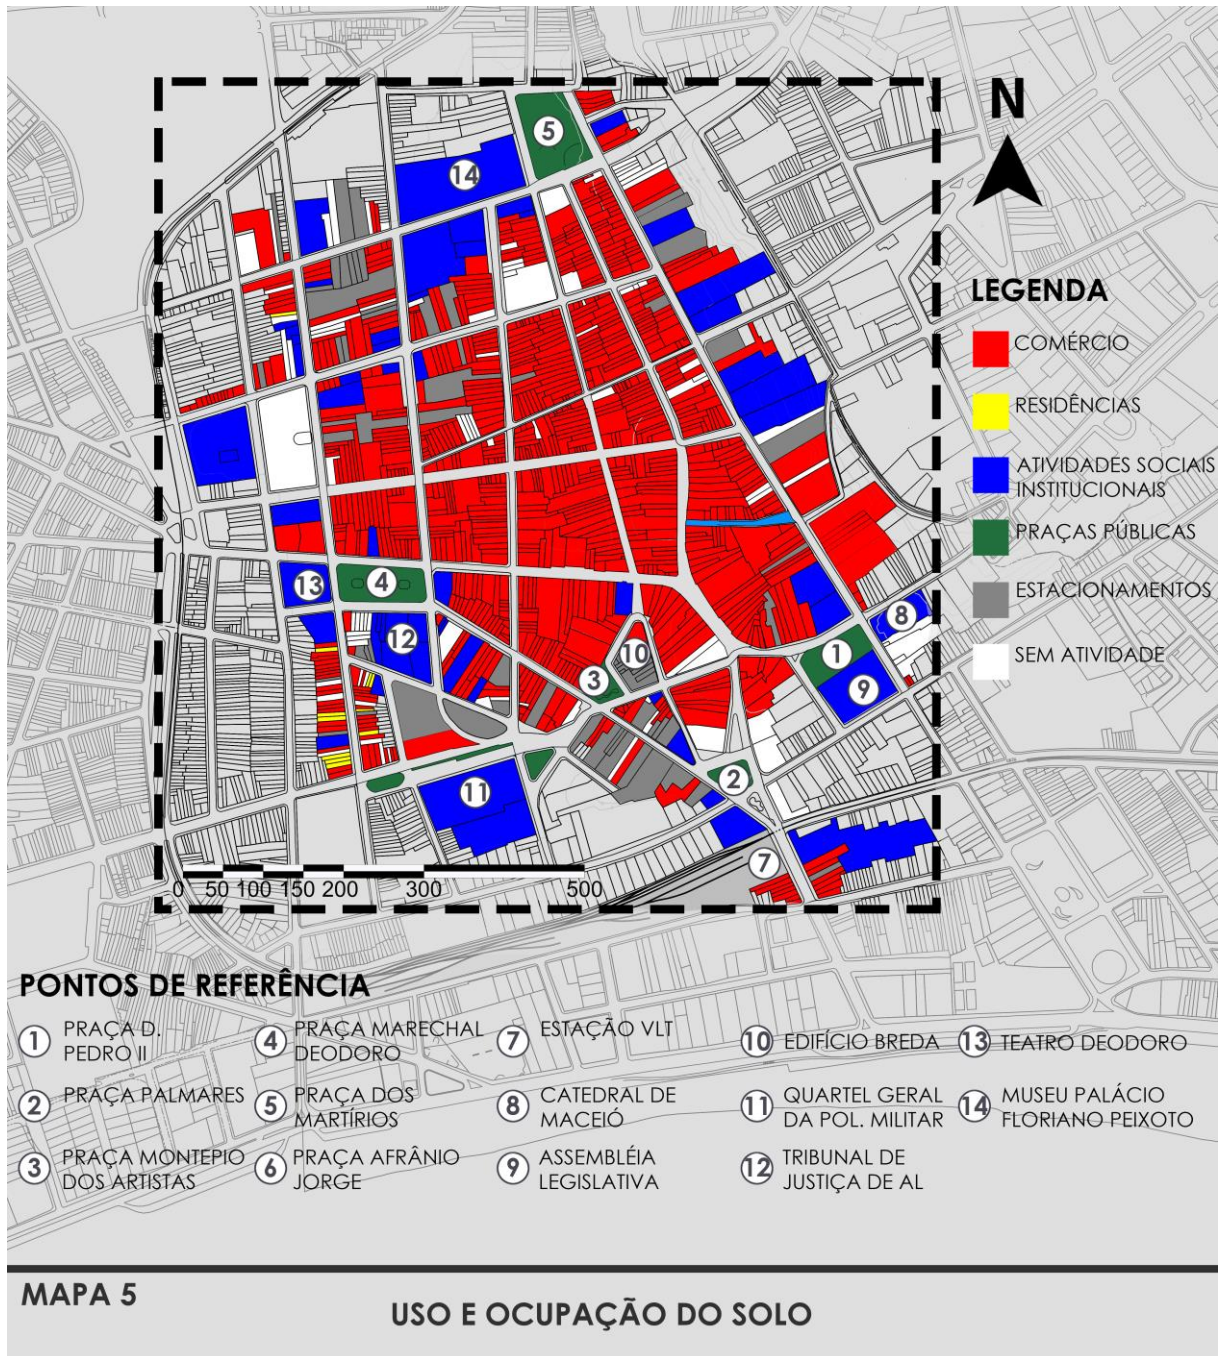 5
14
N
LEGENDA
COMÉRCIO
RESIDÊNCIAS
ATIVIDADES SOCIAIS
INSTITUCIONAIS
PRAÇAS PÚBLICAS
ESTACIONAMENTOS
SEM ATIVIDADE
13
4
12
8
10
1
3
9
2
11
7
0 50 100 150 200 300 500
PONTOS DE REFERÊNCIA
1 PRAÇA D.
PEDRO II
2 PRAÇA PALMARES
3 PRAÇA MONTEPIO
DOS ARTISTAS
4 PRAÇA MARECHAL
DEODORO
5 PRAÇA DOS
MARTÍRIOS
6 PRAÇA AFRÂNIO
JORGE
7 ESTAÇÃO VLT
8 CATEDRAL DE
MACEIÓ
9 ASSEMBLÉIA
LEGISLATIVA
10 EDIFÍCIO BREDA
11 QUARTEL GERAL
DA POL. MILITAR
12 TRIBUNAL DE
JUSTIÇA DE AL
13 TEATRO DEODORO
14 MUSEU PALÁCIO
FLORIANO PEIXOTO
MAPA 5
USO E OCUPAÇÃO DO SOLO